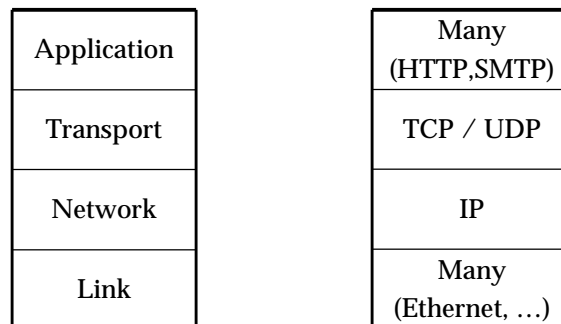 Application
Transport
Network
Link
Many
(HTTP,SMTP)
TCP / UDP
IP
Many
(Ethernet, …)